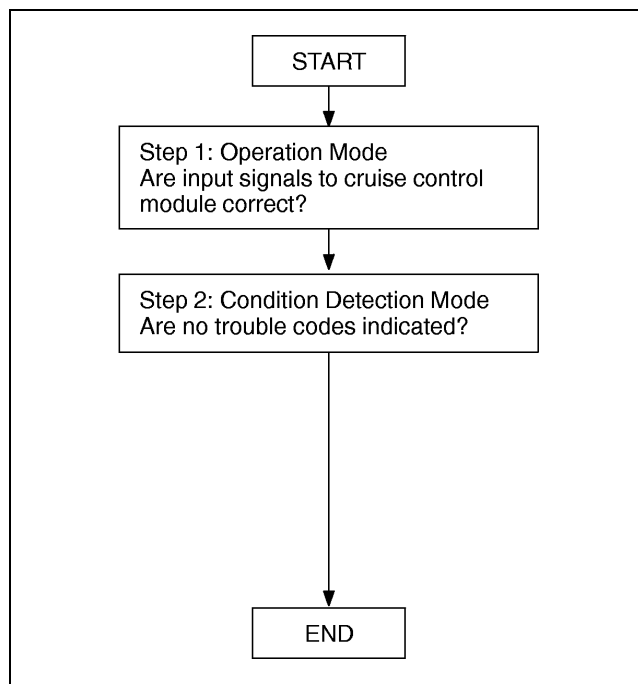 START
Step 1: Operation Mode
Are input signals to cruise control
module correct?
Step 2: Condition Detection Mode
Are no trouble codes indicated?
END